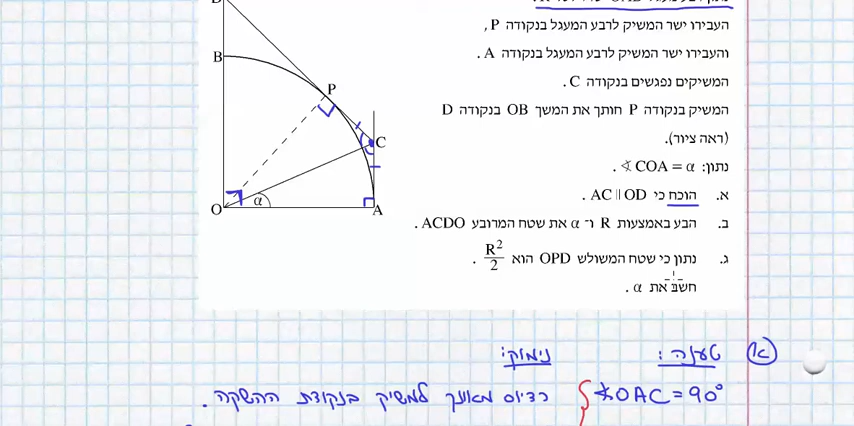 העבירו ישר המשיק לרבע המעגל בנקודה P ,
והעבירו ישר המשיק לרבע המעגל בנקודה A .
המשיקים נפגשים בנקודה C .
המשיק בנקודה P חותך את המשך OB בנקודה D
(ראה ציור).
נתון: ∢COA = α .
א. הוכח כי AC || OD .
ב. הבע באמצעות R ו־ α את שטח המרובע ACDO .
ג. נתון כי שטח המשולש OPD הוא R²/2 .
חשב את α .
B
P
C
O
α
A
א
טענה :
נימוק:
∢OAC = 90°
רדיוס מאונך למשיק בנקודת ההשקה .